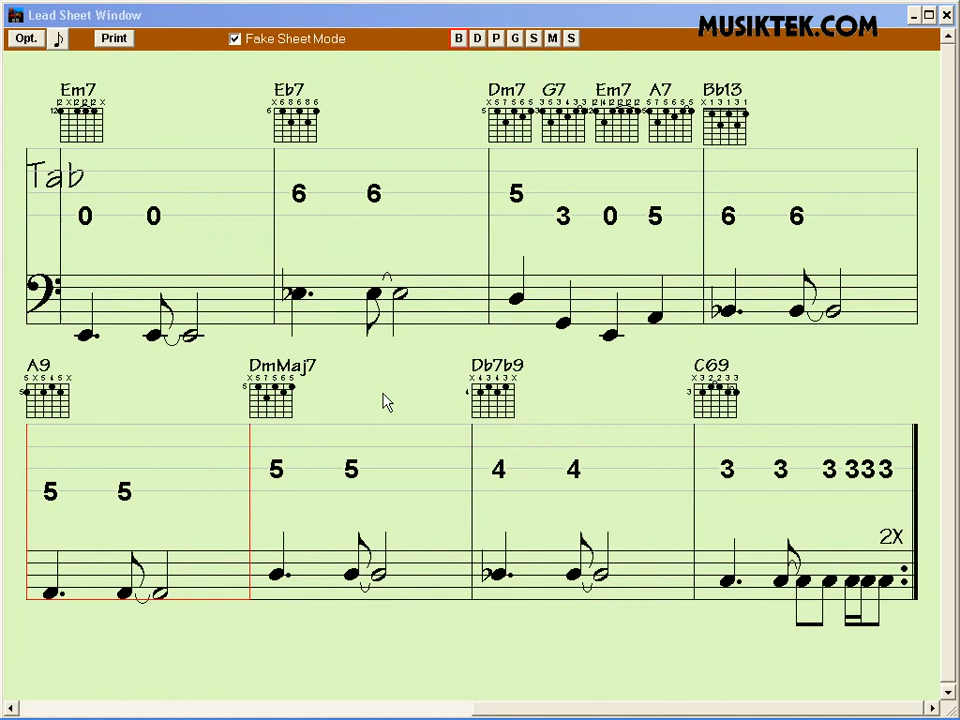 Lead Sheet Window
MUSIKTEK.COM
Opt. Print Fake Sheet Mode B D P G S M S
Em7 Eb7 Dm7 G7 Em7 A7 Bb13
Tab
0 0 6 6 5 3 0 5 6 6
A9 DmMaj7 Db7b9 C69
5 5 5 5 4 4 3 3 3 3 3 3
2X